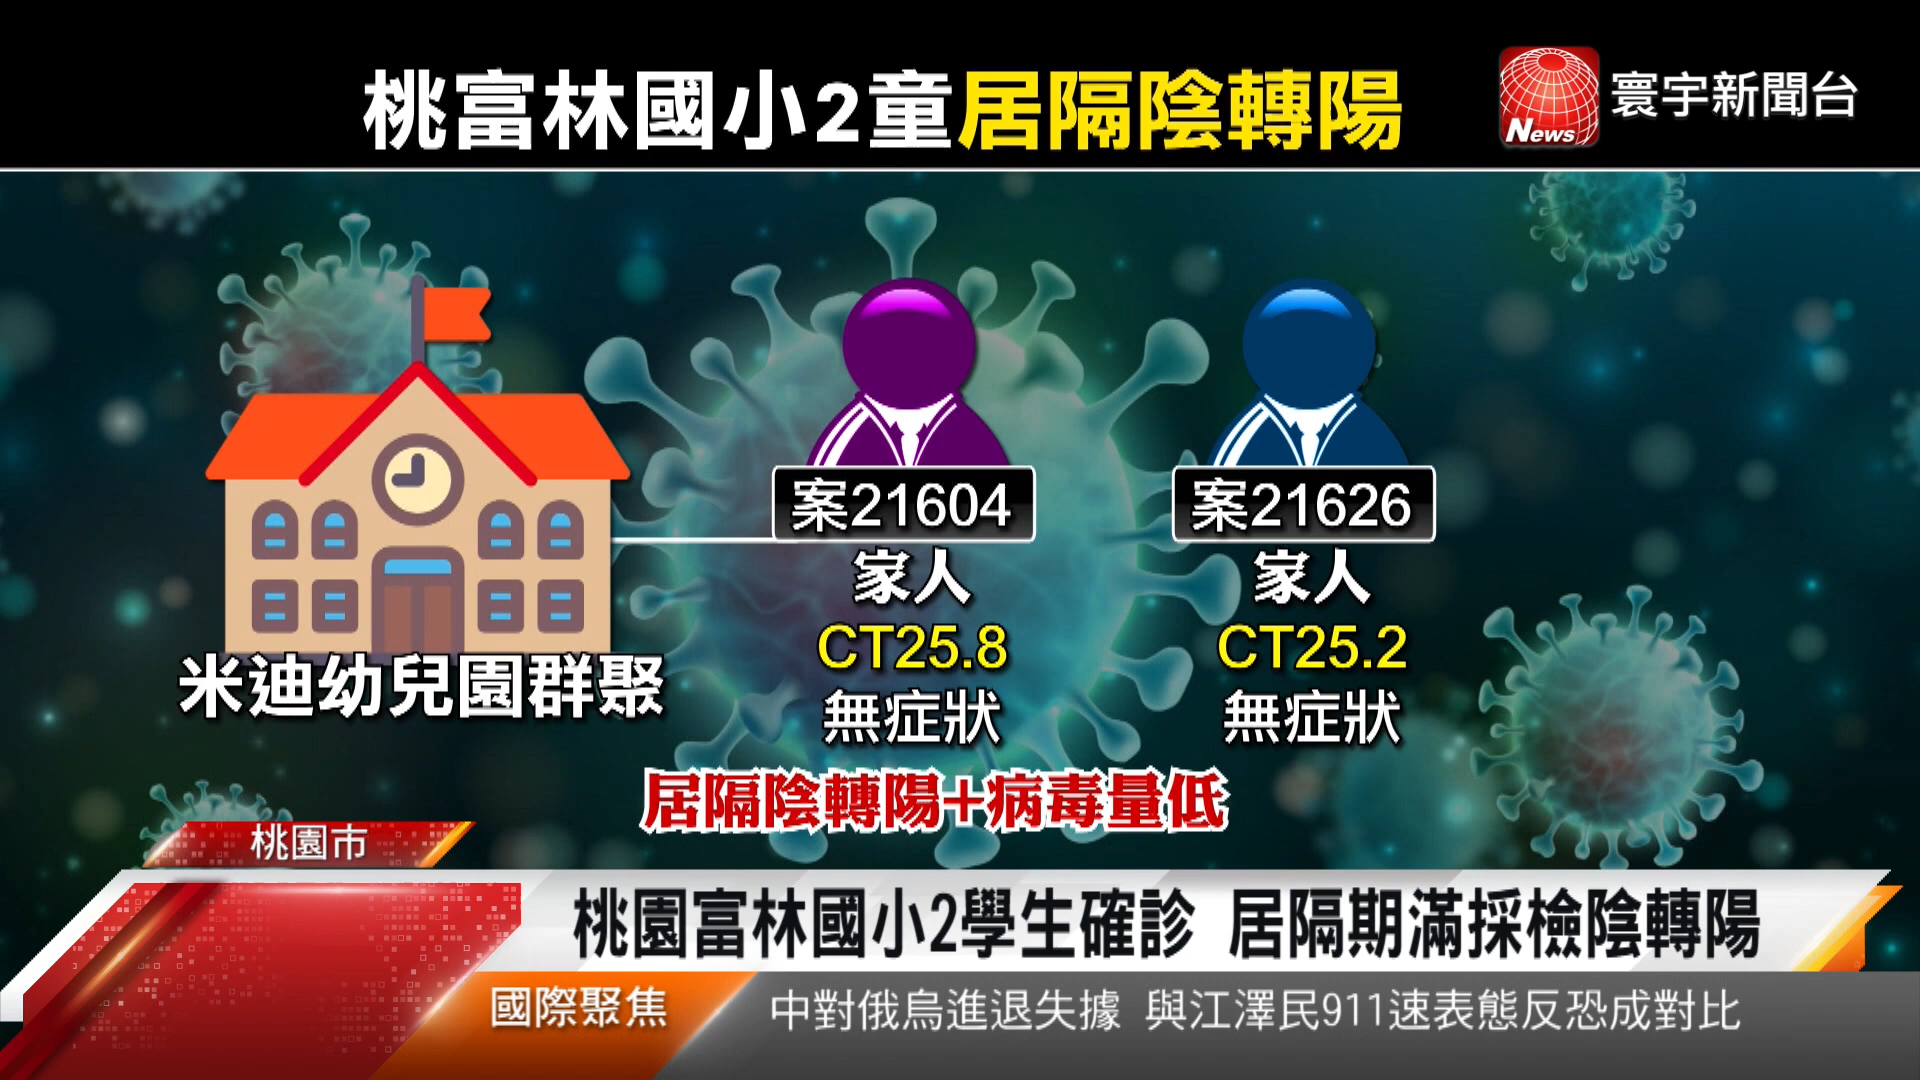 桃富林國小2童居隔陰轉陽
News 寰宇新聞台
案21604
家人
CT25.8
無症狀
案21626
家人
CT25.2
無症狀
米迪幼兒園群聚
居隔陰轉陽+病毒量低
桃園市
桃園富林國小2學生確診 居隔期滿採檢陰轉陽
國際聚焦
中對俄烏進退失據 與江澤民911速表態反恐成對比